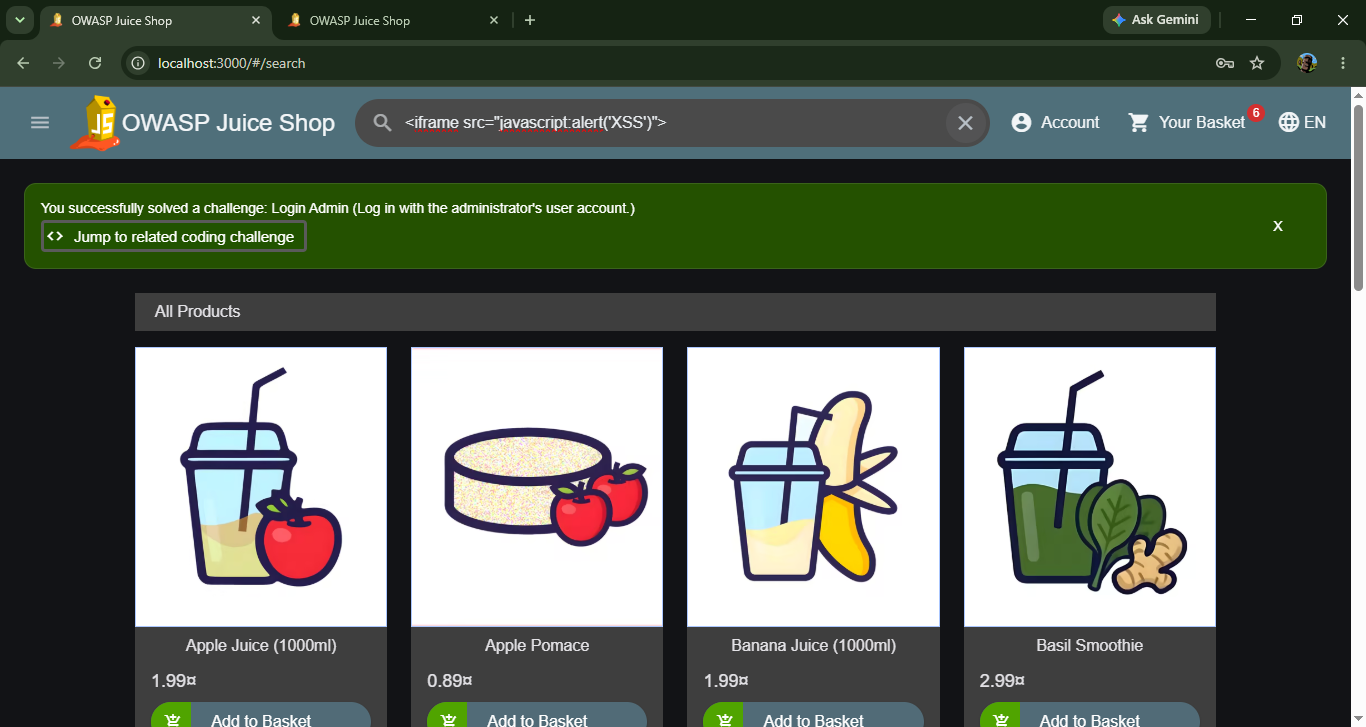 OWASP Juice Shop
OWASP Juice Shop
Ask Gemini
localhost:3000/#/search
JS
OWASP Juice Shop
<iframe src="javascript:alert('XSS')">
Account
Your Basket
6
EN
You successfully solved a challenge: Login Admin (Log in with the administrator's user account.)
X
<> Jump to related coding challenge
All Products
Apple Juice (1000ml)
Apple Pomace
Banana Juice (1000ml)
Basil Smoothie
1.99¤
0.89¤
1.99¤
2.99¤
Add to Basket
Add to Basket
Add to Basket
Add to Basket